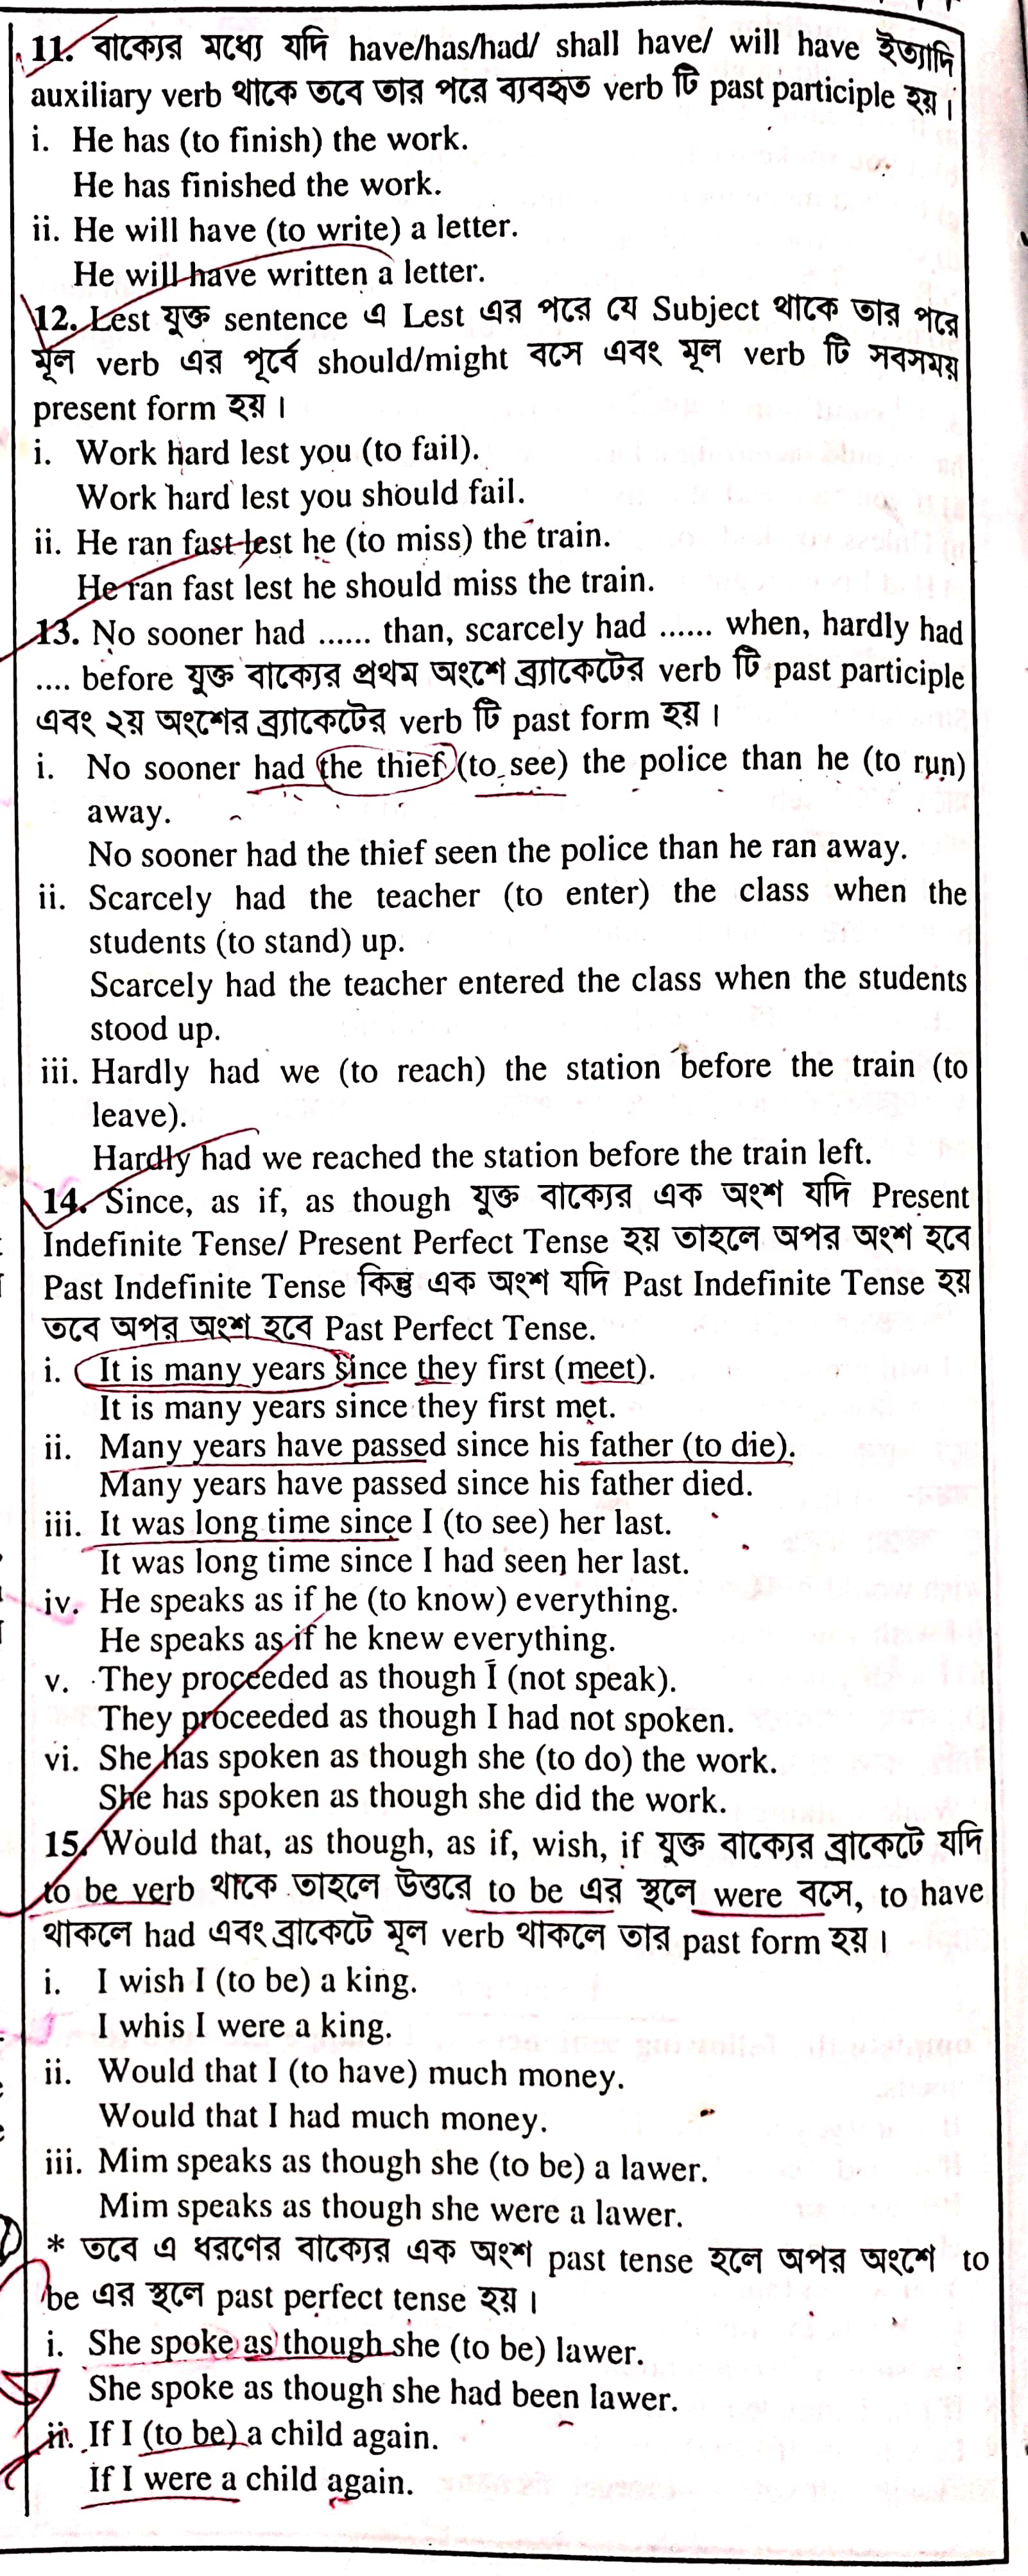 11. বাক্যের মধ্যে যদি have/has/had/ shall have/ will have ইত্যাদি
auxiliary verb থাকে তবে তার পরে ব্যবহৃত verb টি past participle হয়।
i. He has (to finish) the work.
He has finished the work.
ii. He will have (to write) a letter.
He will have written a letter.
12. Lest যুক্ত sentence এ Lest এর পরে যে Subject থাকে তার পরে
মূল verb এর পূর্বে should/might বসে এবং মূল verb টি সবসময়
present form হয়।
i. Work hard lest you (to fail).
Work hard lest you should fail.
ii. He ran fast lest he (to miss) the train.
He ran fast lest he should miss the train.
13. No sooner had ...... than, scarcely had ...... when, hardly had
.... before যুক্ত বাক্যের প্রথম অংশে ব্র্যাকেটের verb টি past participle
এবং ২য় অংশের ব্র্যাকেটের verb টি past form হয়।
i. No sooner had the thief (to see) the police than he (to run)
away.
No sooner had the thief seen the police than he ran away.
ii. Scarcely had the teacher (to enter) the class when the
students (to stand) up.
Scarcely had the teacher entered the class when the students
stood up.
iii. Hardly had we (to reach) the station before the train (to
leave).
Hardly had we reached the station before the train left.
14. Since, as if, as though যুক্ত বাক্যের এক অংশ যদি Present
Indefinite Tense/ Present Perfect Tense হয় তাহলে অপর অংশ হবে
Past Indefinite Tense কিন্তু এক অংশ যদি Past Indefinite Tense হয়
তবে অপর অংশ হবে Past Perfect Tense.
i. It is many years since they first (meet).
It is many years since they first met.
ii. Many years have passed since his father (to die).
Many years have passed since his father died.
iii. It was long time since I (to see) her last.
It was long time since I had seen her last.
iv. He speaks as if he (to know) everything.
He speaks as if he knew everything.
v. They proceeded as though I (not speak).
They proceeded as though I had not spoken.
vi. She has spoken as though she (to do) the work.
She has spoken as though she did the work.
15. Would that, as though, as if, wish, if যুক্ত বাক্যের ব্রাকেটে যদি
to be verb থাকে তাহলে উত্তরে to be এর স্থলে were বসে, to have
থাকলে had এবং ব্রাকেটে মূল verb থাকলে তার past form হয়।
i. I wish I (to be) a king.
I whis I were a king.
ii. Would that I (to have) much money.
Would that I had much money.
iii. Mim speaks as though she (to be) a lawer.
Mim speaks as though she were a lawer.
* তবে এ ধরণের বাক্যের এক অংশ past tense হলে অপর অংশে to
be এর স্থলে past perfect tense হয়।
i. She spoke as though she (to be) lawer.
She spoke as though she had been lawer.
ii. If I (to be) a child again.
If I were a child again.